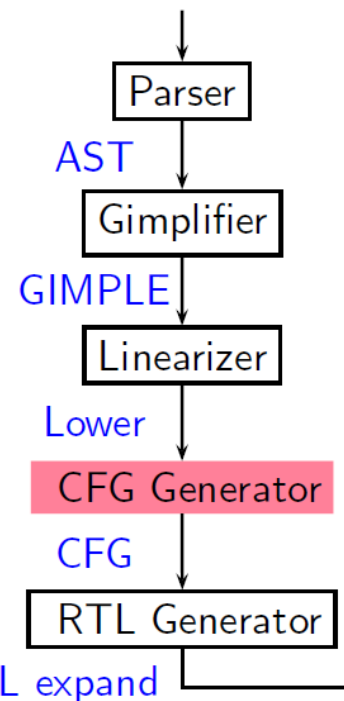 Parser
AST
Gimplifier
GIMPLE
Linearizer
Lower
CFG Generator
CFG
RTL Generator
L expand